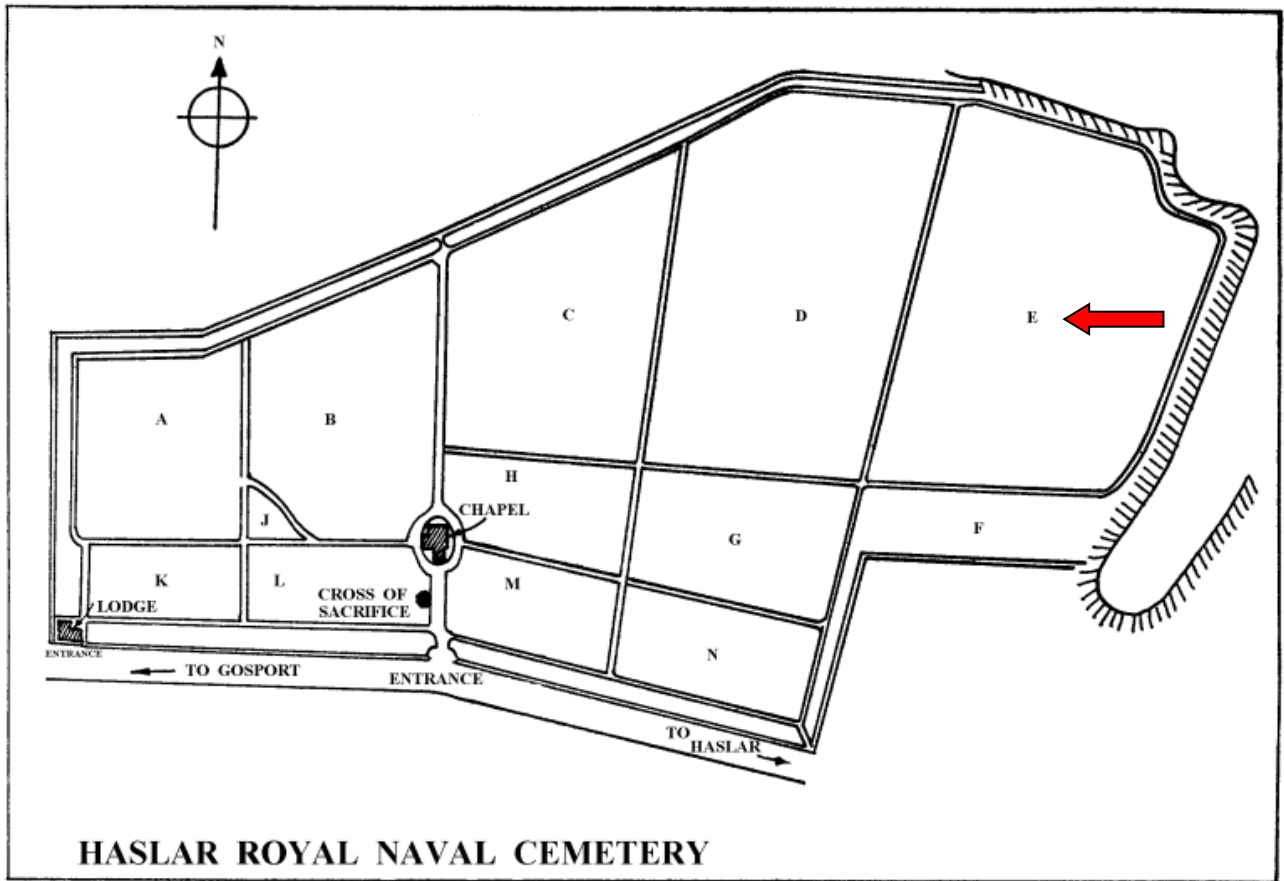 N
C
D
E
A
B
H
CHAPEL
J
G
F
K
L
M
CROSS OF
SACRIFICE
LODGE
ENTRANCE
TO GOSPORT
ENTRANCE
N
TO
HASLAR
HASLAR ROYAL NAVAL CEMETERY